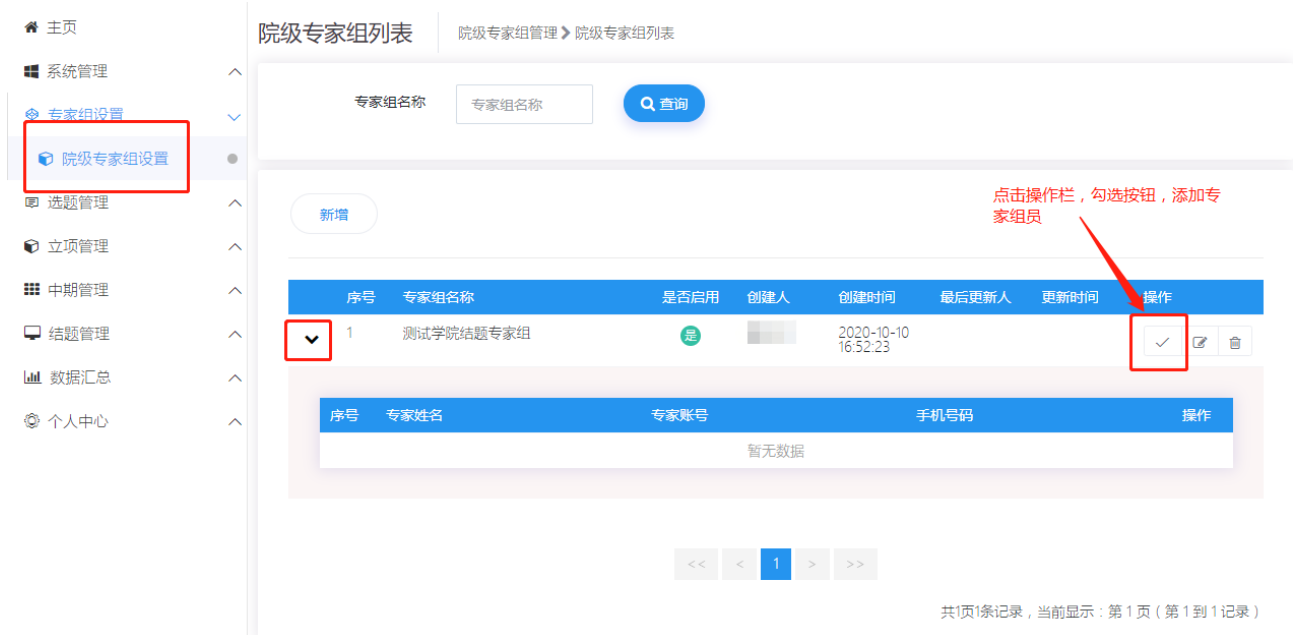 主页
系统管理
专家组设置
院级专家组设置
选题管理
立项管理
中期管理
结题管理
数据汇总
个人中心
院级专家组列表
院级专家组管理 院级专家组列表
专家组名称 专家组名称 查询
点击操作栏，勾选按钮，添加专
家组员
新增
序号 专家组名称 是否启用 创建人 创建时间 最后更新人 更新时间 操作
1 测试学院结题专家组 是 2020-10-10
16:52:23
序号 专家姓名 专家账号 手机号码 操作
暂无数据
<< < 1 > >>
共1页1条记录，当前显示：第1页（第1到1记录）